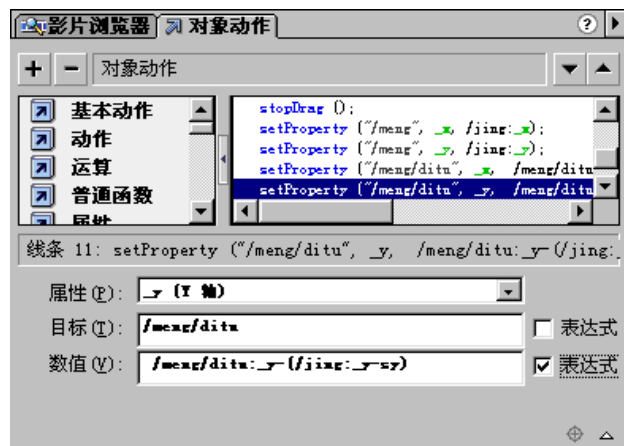 影片浏览器 对象动作 ?
+ - 对象动作
基本动作
动作
运算
普通函数
属性
stopDrag ();
setProperty ("/meng", _x, /jing:_x);
setProperty ("/meng", _y, /jing:_y);
setProperty ("/meng/ditu", _x, /meng/ditu
setProperty ("/meng/ditu", _y, /meng/ditu
线条 11: setProperty ("/meng/ditu", _y, /meng/ditu:_y-(/jing:_
属性(P): _y (Y 轴)
目标(T): /meng/ditu 表达式
数值(V): /meng/ditu:_y-(/jing:_y-sy) 表达式